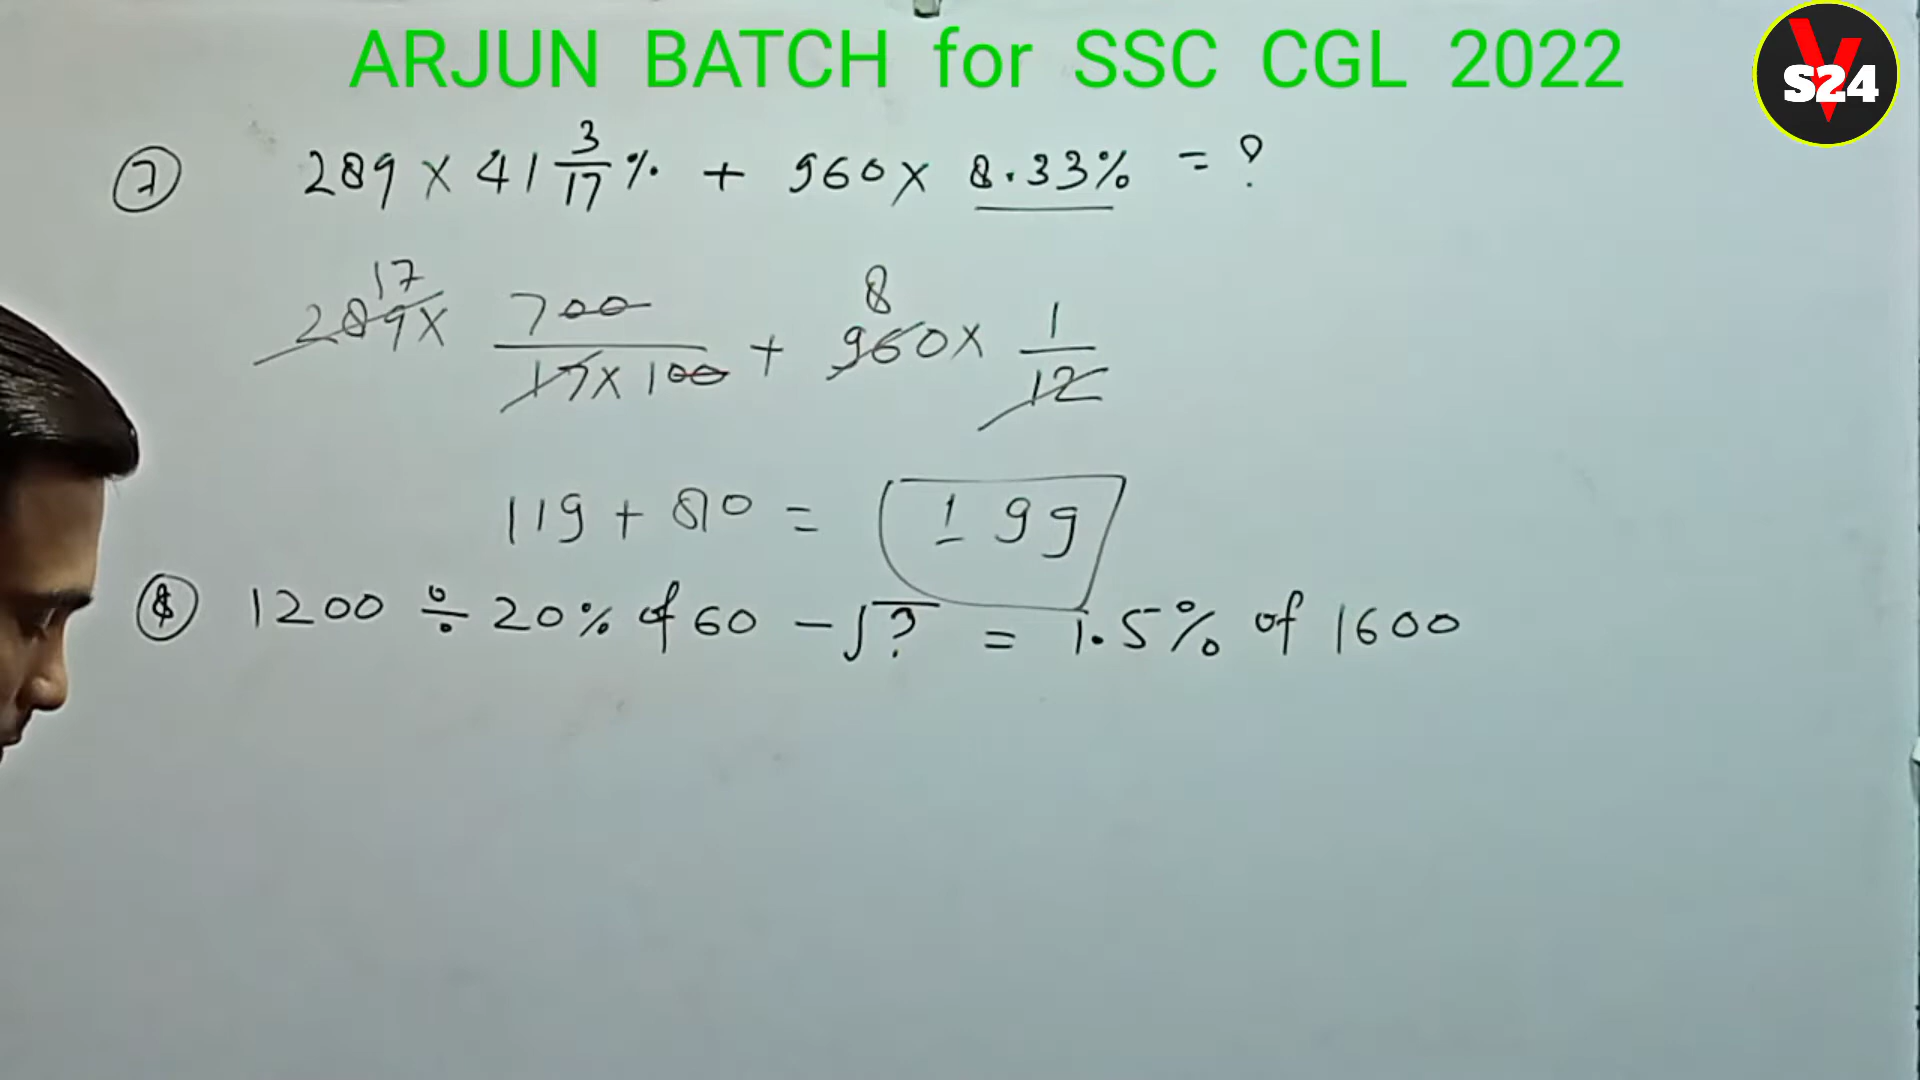 ARJUN BATCH for SSC CGL 2022
VS24
7 289 × 41 3/17 % + 960 × 8.33% = ?
17 8
289 × 700/17×100 + 960 × 1/12
119 + 80 = 199
8 1200 ÷ 20% of 60 - √? = 1.5% of 1600